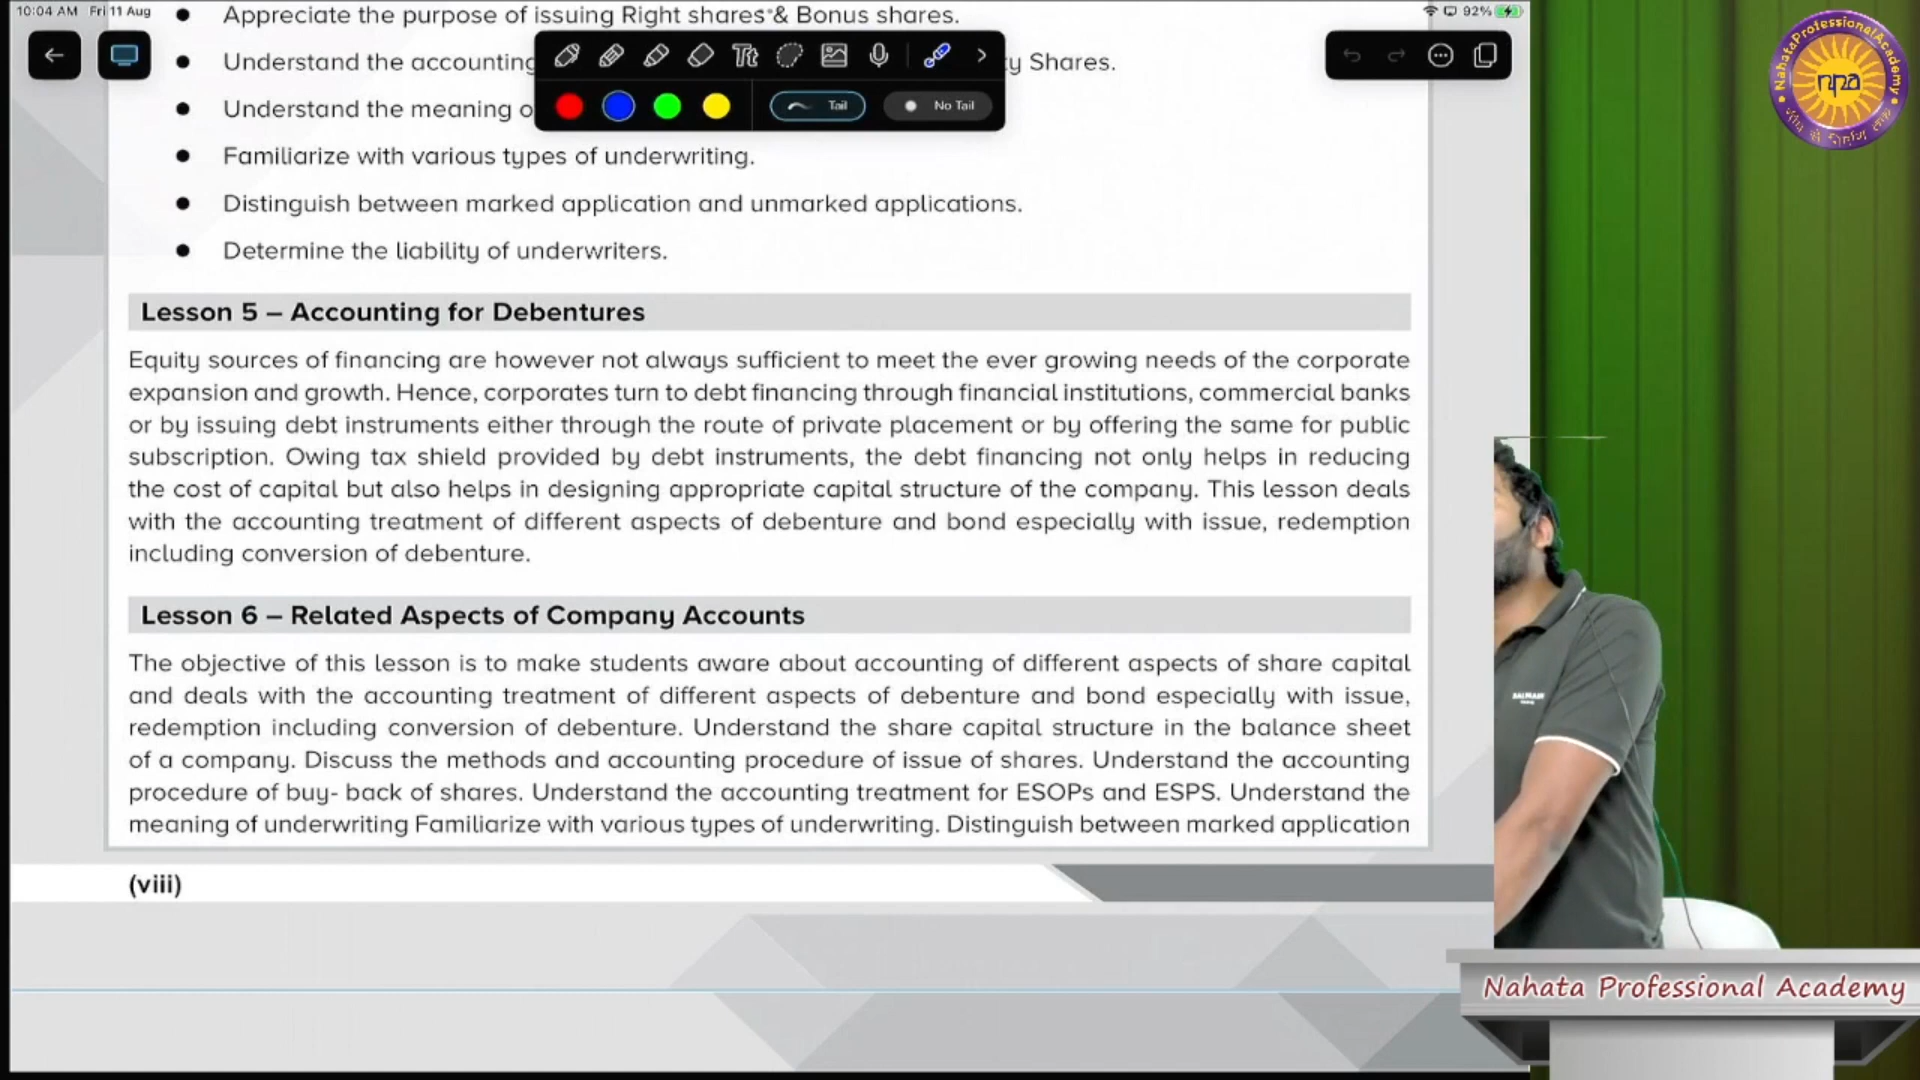 10:04 AM Fri 11 Aug
92%
Appreciate the purpose of issuing Right shares & Bonus shares.
Understand the accounting
y Shares.
Tt
Understand the meaning o
Tail
No Tail
Familiarize with various types of underwriting.
Distinguish between marked application and unmarked applications.
Determine the liability of underwriters.
Lesson 5 – Accounting for Debentures
Equity sources of financing are however not always sufficient to meet the ever growing needs of the corporate
expansion and growth. Hence, corporates turn to debt financing through financial institutions, commercial banks
or by issuing debt instruments either through the route of private placement or by offering the same for public
subscription. Owing tax shield provided by debt instruments, the debt financing not only helps in reducing
the cost of capital but also helps in designing appropriate capital structure of the company. This lesson deals
with the accounting treatment of different aspects of debenture and bond especially with issue, redemption
including conversion of debenture.
Lesson 6 – Related Aspects of Company Accounts
The objective of this lesson is to make students aware about accounting of different aspects of share capital
and deals with the accounting treatment of different aspects of debenture and bond especially with issue,
redemption including conversion of debenture. Understand the share capital structure in the balance sheet
of a company. Discuss the methods and accounting procedure of issue of shares. Understand the accounting
procedure of buy- back of shares. Understand the accounting treatment for ESOPs and ESPS. Understand the
meaning of underwriting Familiarize with various types of underwriting. Distinguish between marked application
(viii)
NahataProfessionalAcademy
npa
Nahata Professional Academy